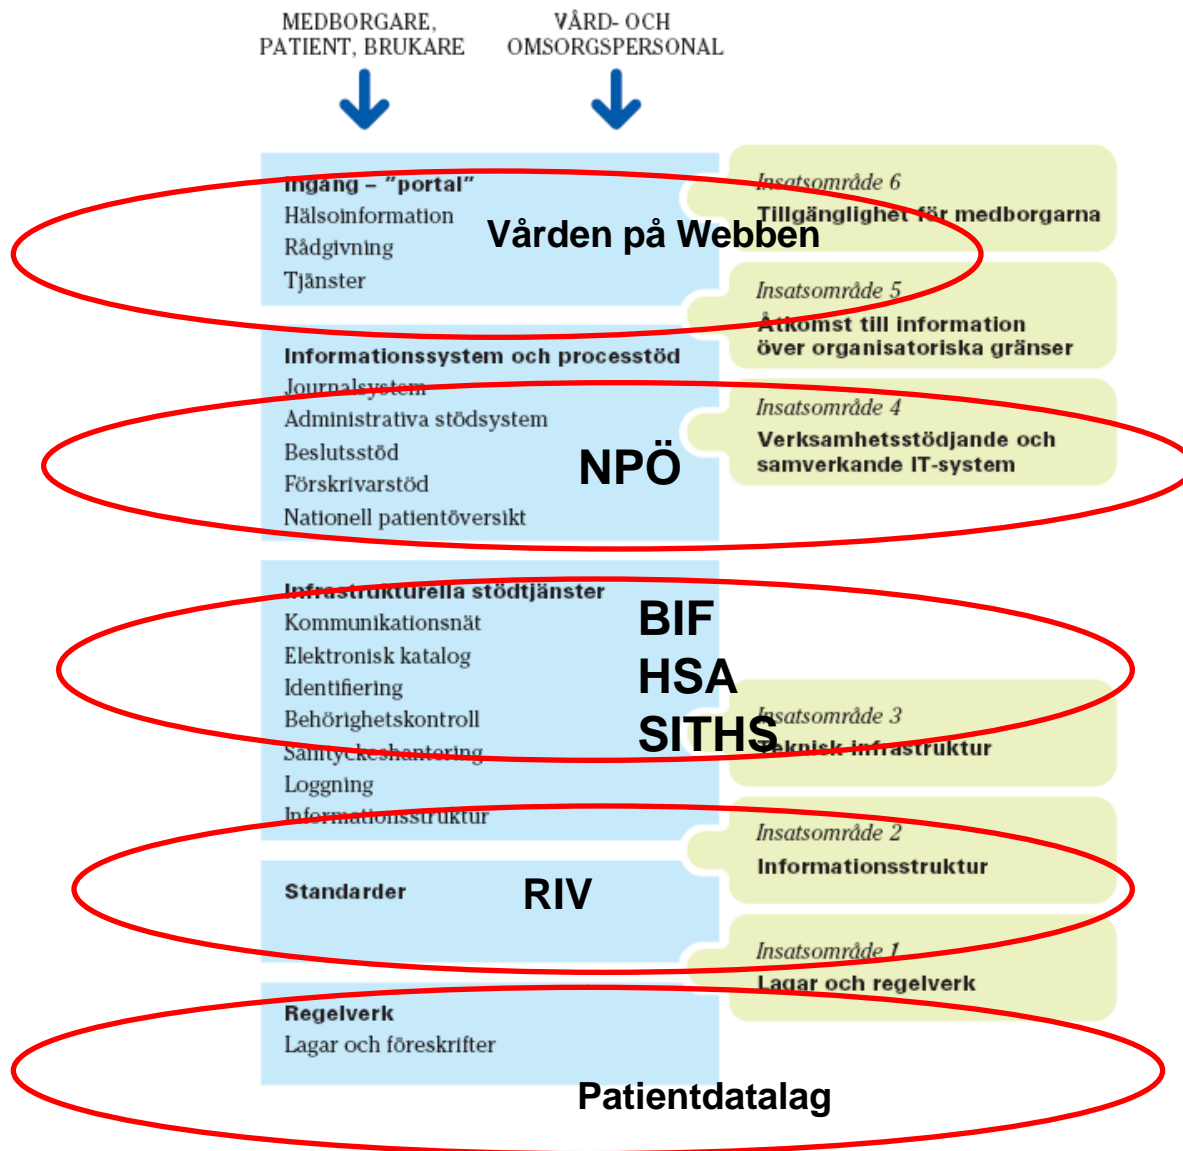 MEDBORGARE,
PATIENT, BRUKARE
VÅRD- OCH
OMSORGSPERSONAL
Ingång – ”portal”
Hälsoinformation
Rådgivning
Tjänster
Vården på Webben
Insatsområde 6
Tillgänglighet för medborgarna
Insatsområde 5
Åtkomst till information
över organisatoriska gränser
Informationssystem och processtöd
Journalsystem
Administrativa stödsystem
Beslutsstöd
Förskrivarstöd
Nationell patientöversikt
NPÖ
Insatsområde 4
Verksamhetsstödjande och
samverkande IT-system
Infrastrukturella stödtjänster
Kommunikationsnät
Elektronisk katalog
Identifiering
Behörighetskontroll
Samtyckeshantering
Loggning
Informationsstruktur
BIF
HSA
SITHS
Insatsområde 3
Teknisk infrastruktur
Insatsområde 2
Informationsstruktur
Standarder
RIV
Insatsområde 1
Lagar och regelverk
Regelverk
Lagar och föreskrifter
Patientdatalag